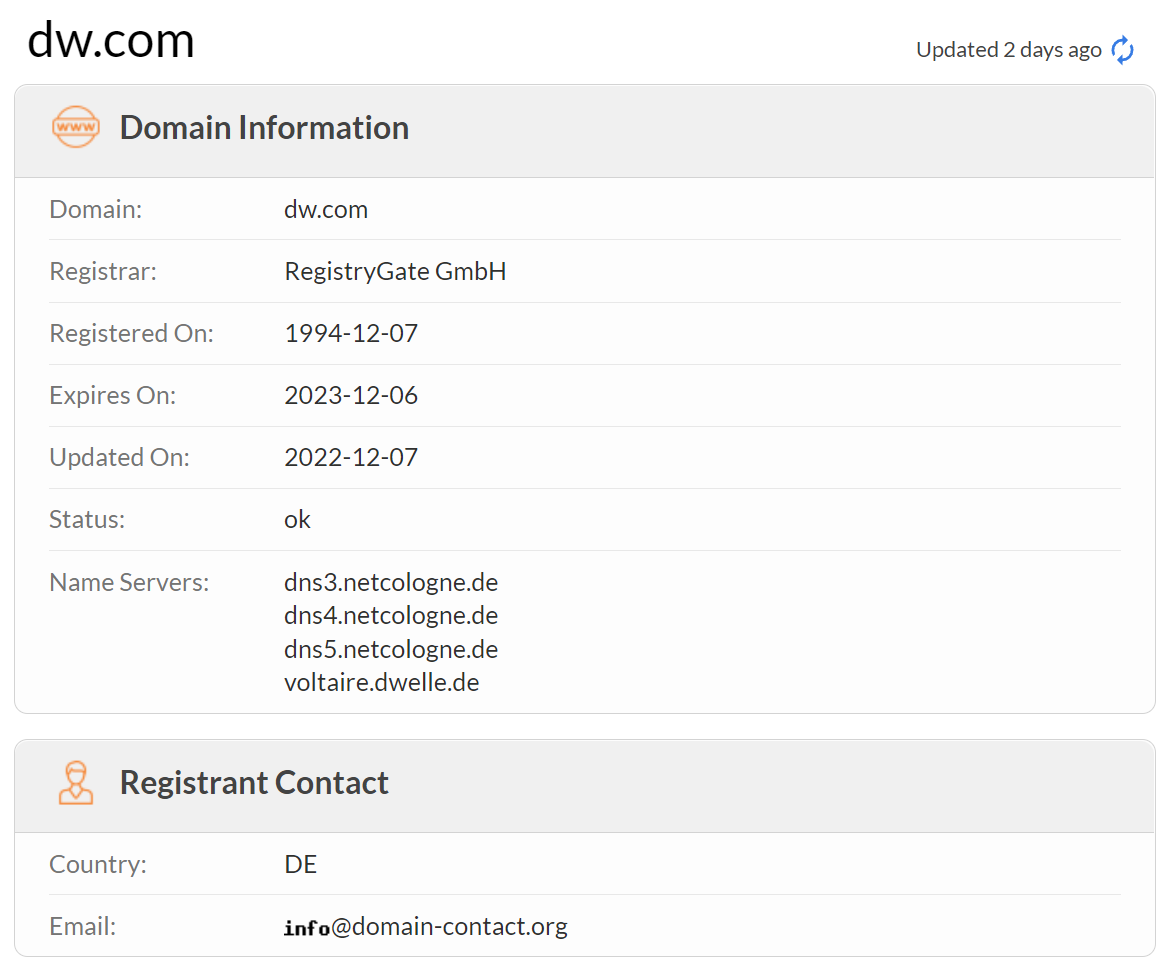 dw.com
Updated 2 days ago
www
Domain Information
Domain: dw.com
Registrar: RegistryGate GmbH
Registered On: 1994-12-07
Expires On: 2023-12-06
Updated On: 2022-12-07
Status: ok
Name Servers: dns3.netcologne.de
dns4.netcologne.de
dns5.netcologne.de
voltaire.dwelle.de
Registrant Contact
Country: DE
Email: info@domain-contact.org